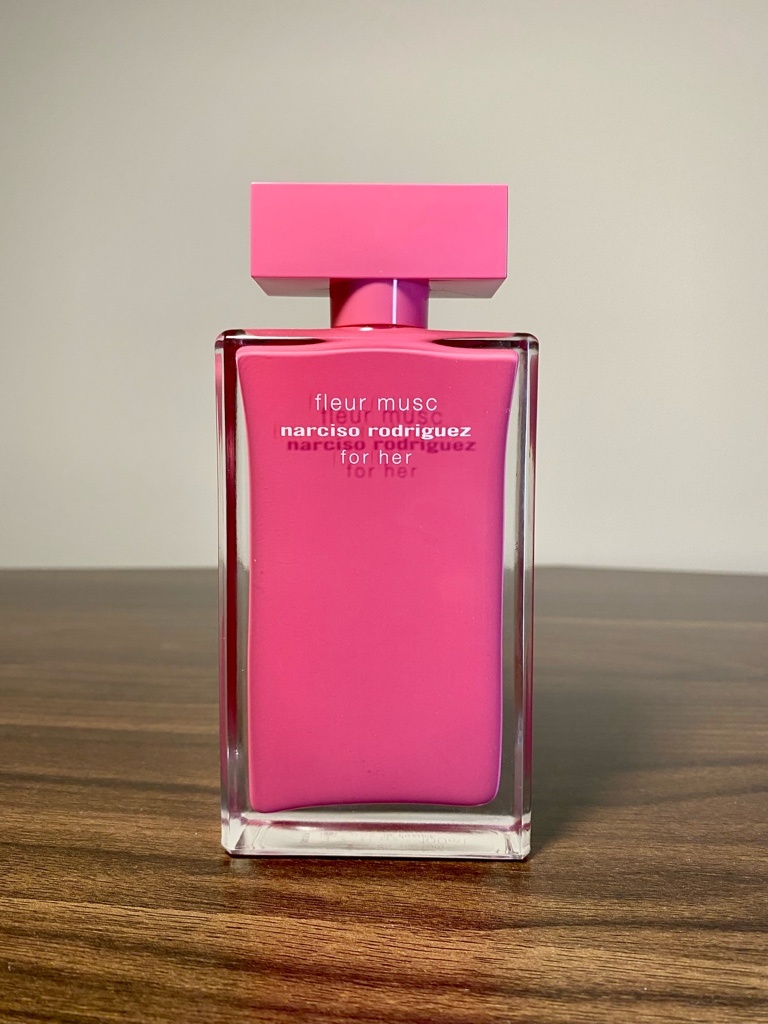 fleur musc
narciso rodriguez
for her